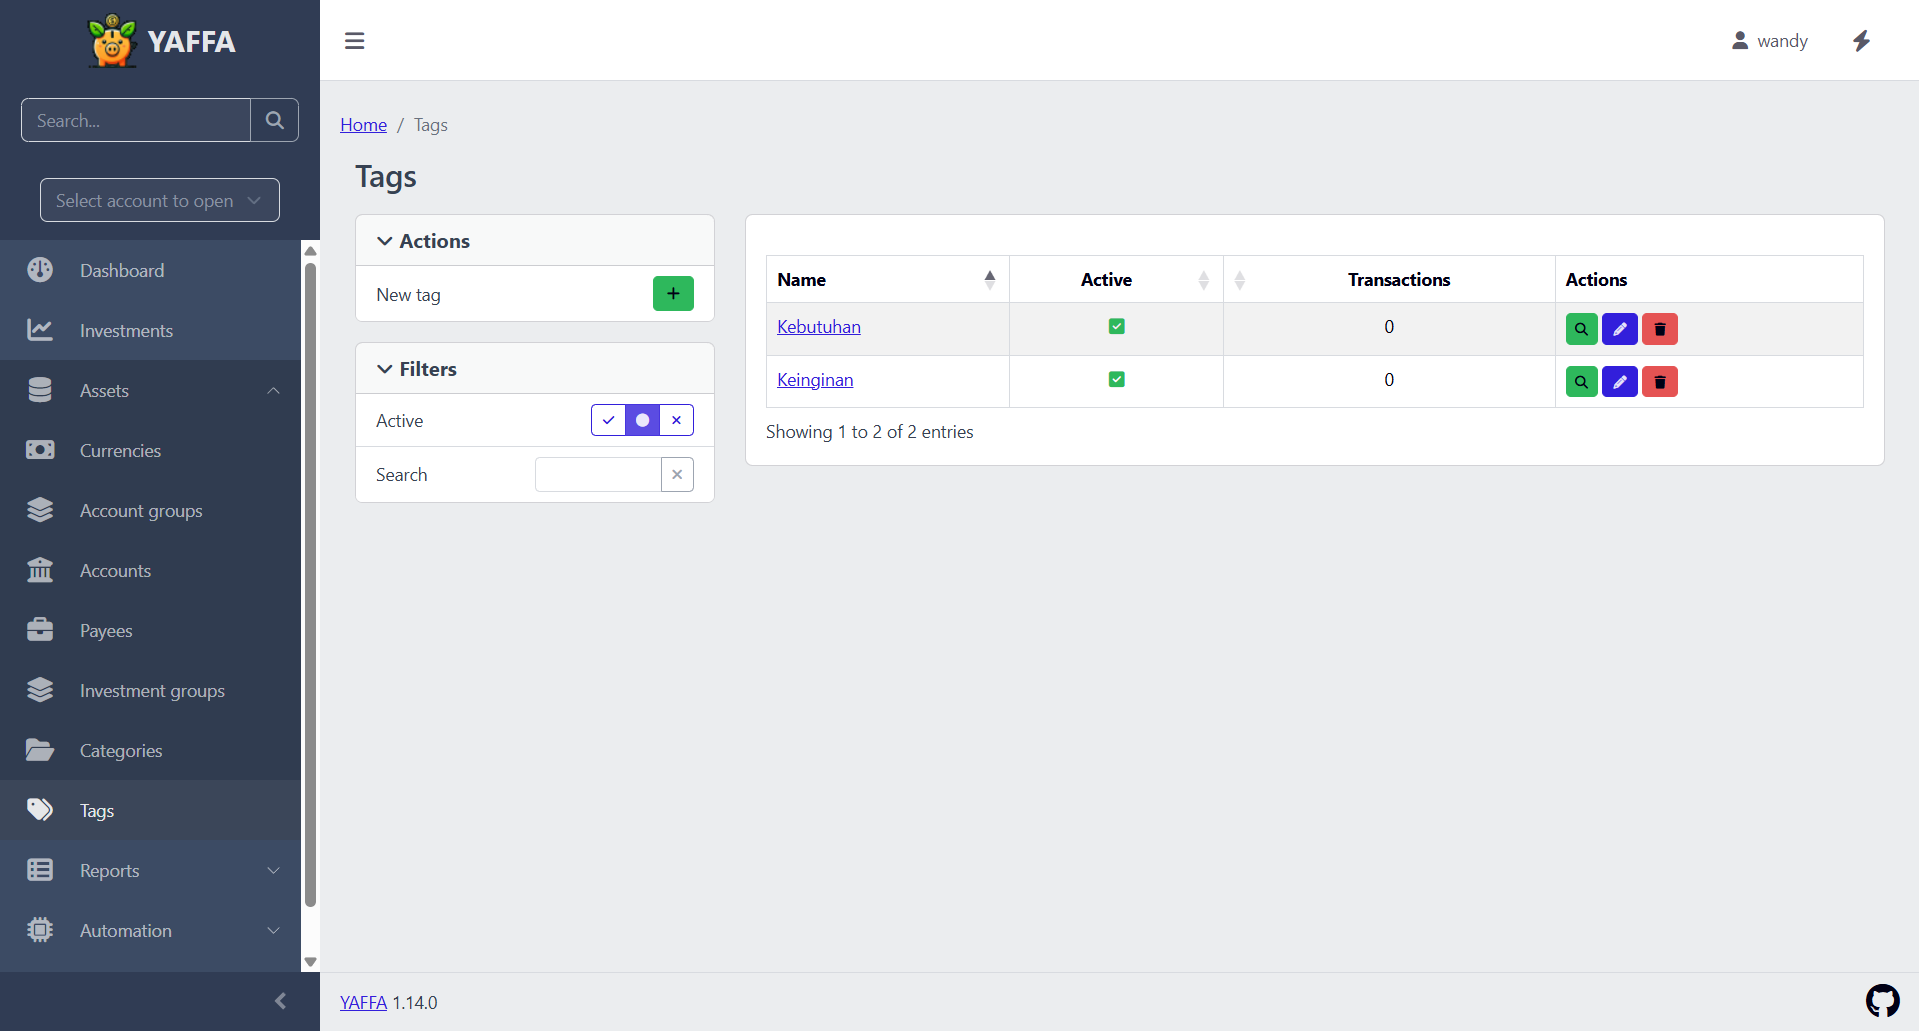 YAFFA
Search...
Select account to open
Dashboard
Investments
Assets
Currencies
Account groups
Accounts
Payees
Investment groups
Categories
Tags
Reports
Automation
wandy
Home / Tags
Tags
Actions
New tag
Filters
Active
Search
Name Active Transactions Actions
Kebutuhan 0
Keinginan 0
Showing 1 to 2 of 2 entries
YAFFA 1.14.0